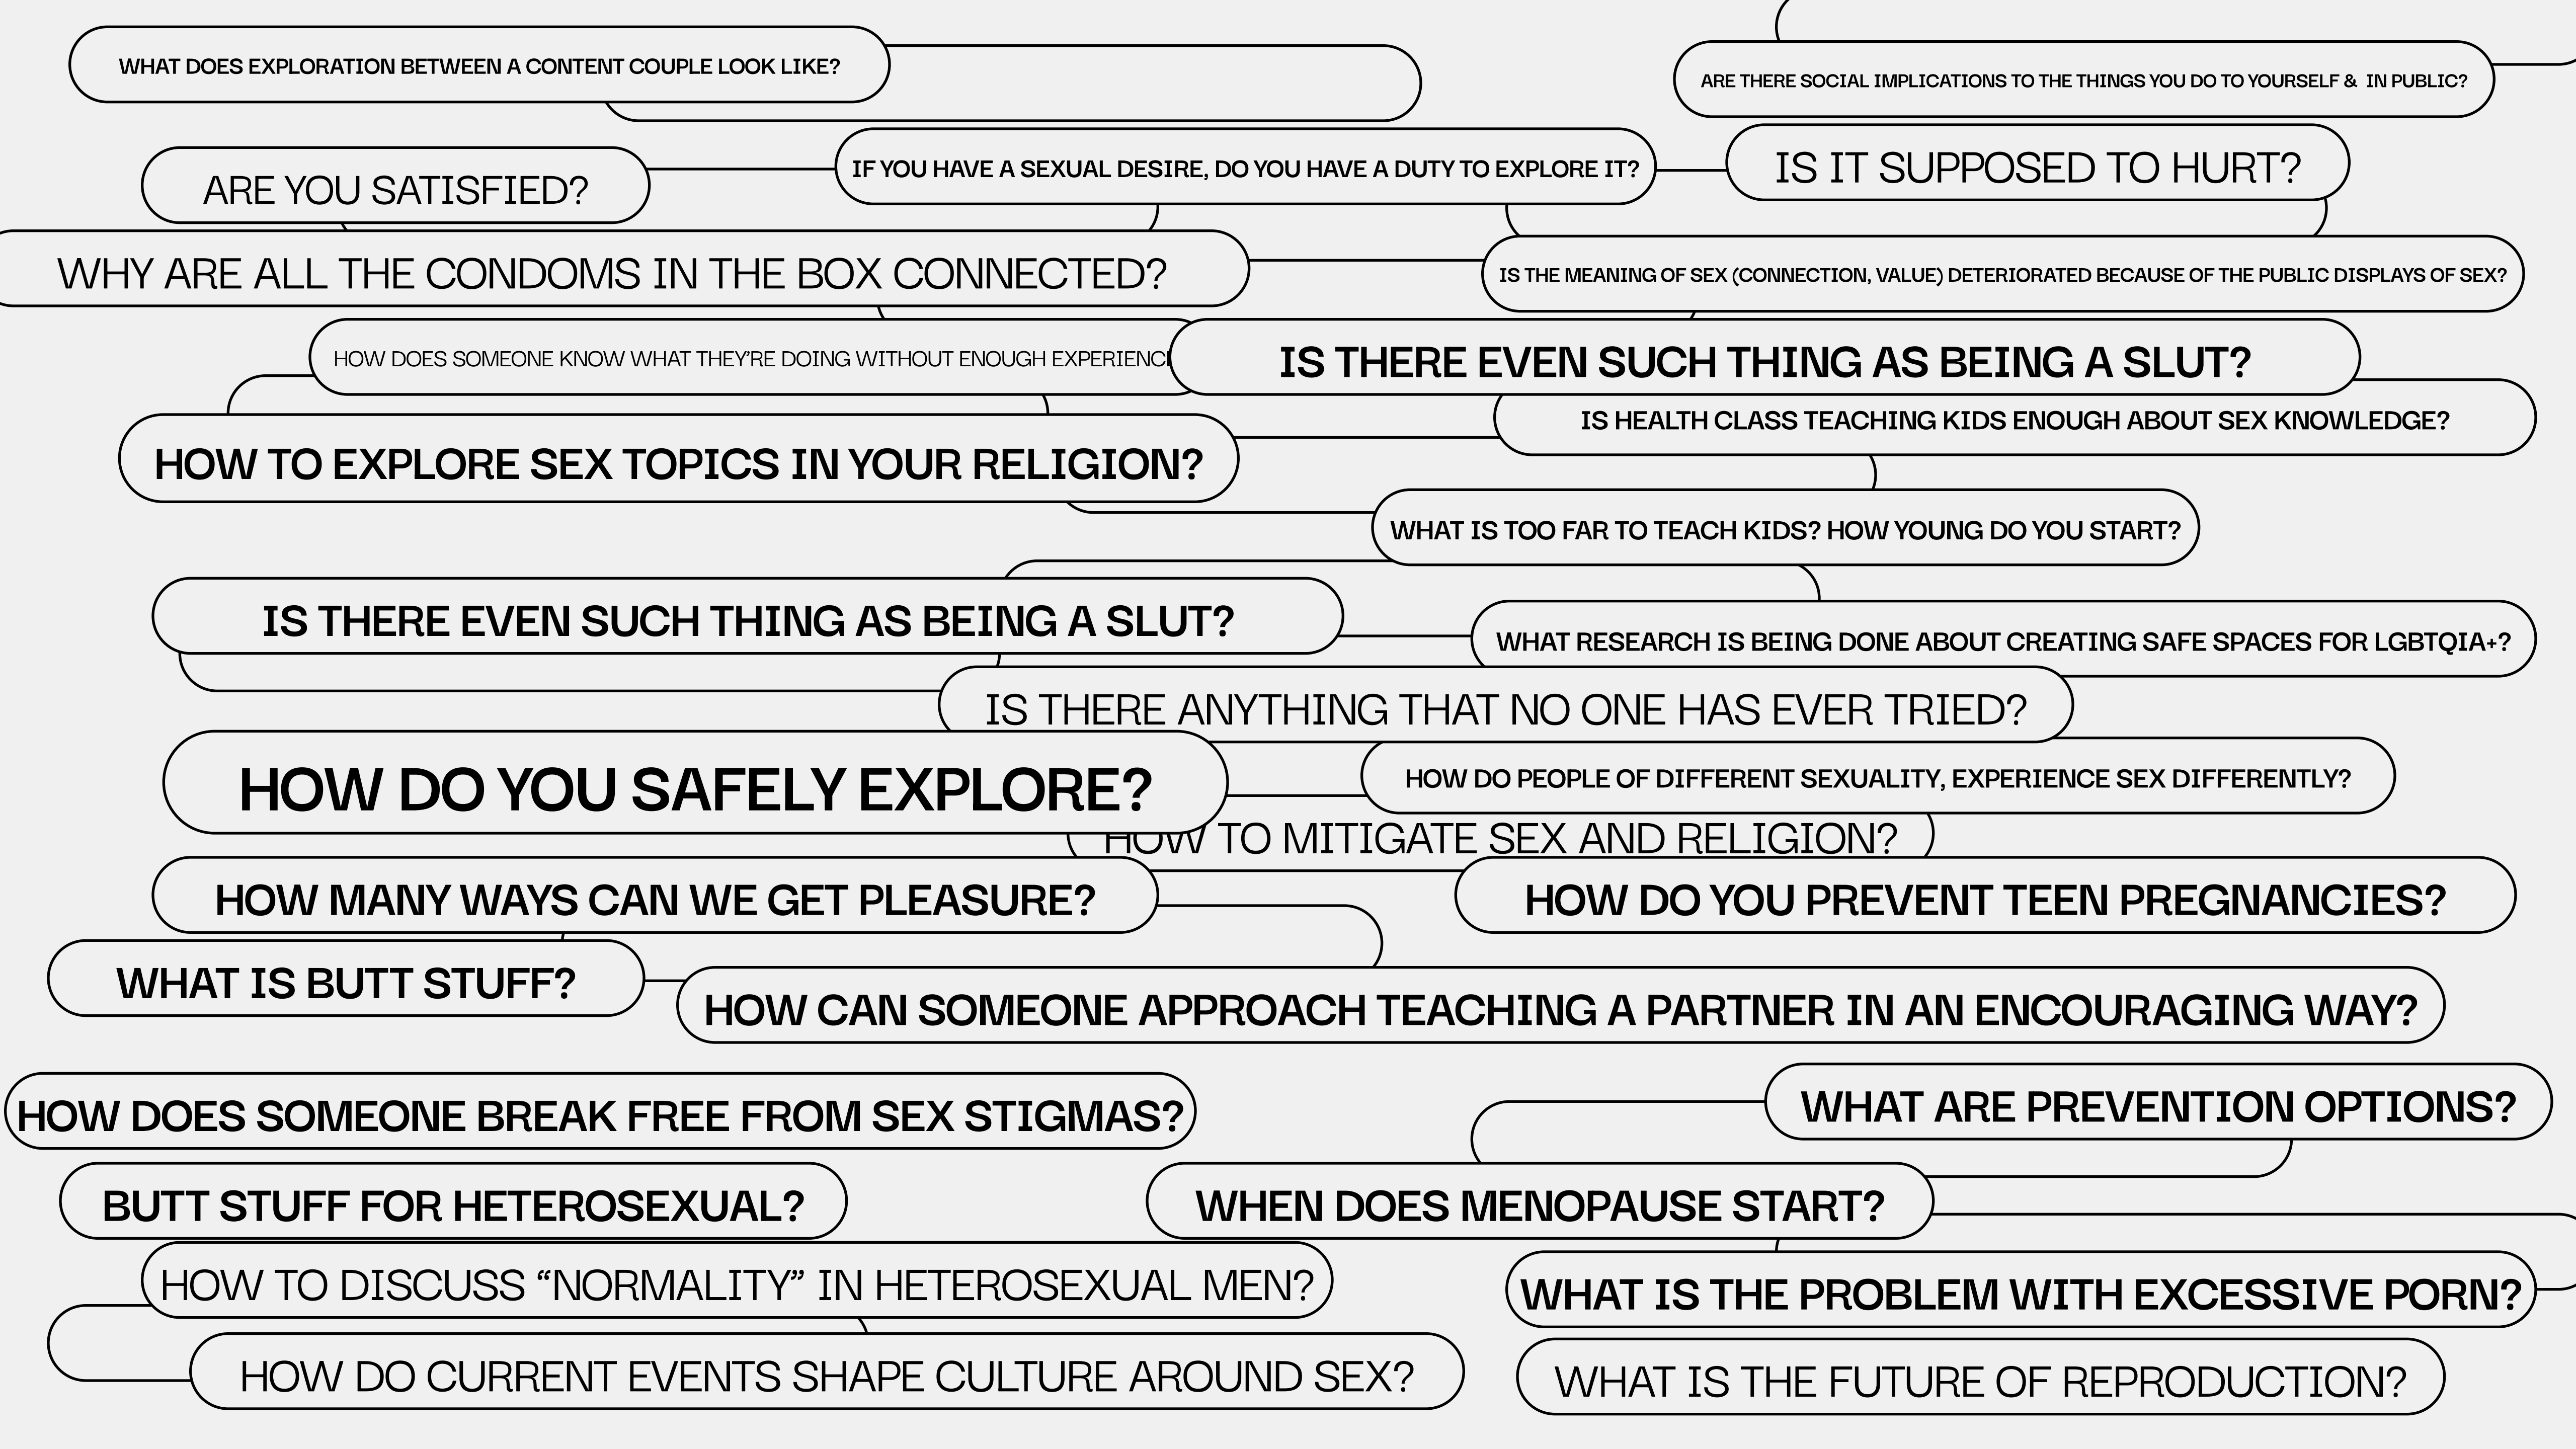 WHAT DOES EXPLORATION BETWEEN A CONTENT COUPLE LOOK LIKE?
ARE THERE SOCIAL IMPLICATIONS TO THE THINGS YOU DO TO YOURSELF & IN PUBLIC?
ARE YOU SATISFIED?
IF YOU HAVE A SEXUAL DESIRE, DO YOU HAVE A DUTY TO EXPLORE IT?
IS IT SUPPOSED TO HURT?
WHY ARE ALL THE CONDOMS IN THE BOX CONNECTED?
IS THE MEANING OF SEX (CONNECTION, VALUE) DETERIORATED BECAUSE OF THE PUBLIC DISPLAYS OF SEX?
HOW DOES SOMEONE KNOW WHAT THEY'RE DOING WITHOUT ENOUGH
IS THERE EVEN SUCH THING AS BEING A SLUT?
IS HEALTH CLASS TEACHING KIDS ENOUGH ABOUT SEX KNOWLEDGE?
HOW TO EXPLORE SEX TOPICS IN YOUR RELIGION?
WHAT IS TOO FAR TO TEACH KIDS? HOW YOUNG DO YOU START?
IS THERE EVEN SUCH THING AS BEING A SLUT?
WHAT RESEARCH IS BEING DONE ABOUT CREATING SAFE SPACES FOR LGBTQIA+?
IS THERE ANYTHING THAT NO ONE HAS EVER TRIED?
HOW DO YOU SAFELY EXPLORE?
HOW DO PEOPLE OF DIFFERENT SEXUALITY, EXPERIENCE SEX DIFFERENTLY?
HOW TO MITIGATE SEX AND RELIGION?
HOW MANY WAYS CAN WE GET PLEASURE?
HOW DO YOU PREVENT TEEN PREGNANCIES?
WHAT IS BUTT STUFF?
HOW CAN SOMEONE APPROACH TEACHING A PARTNER IN AN ENCOURAGING WAY?
HOW DOES SOMEONE BREAK FREE FROM SEX STIGMAS?
WHAT ARE PREVENTION OPTIONS?
BUTT STUFF FOR HETEROSEXUAL?
WHEN DOES MENOPAUSE START?
HOW TO DISCUSS “NORMALITY” IN HETEROSEXUAL MEN?
WHAT IS THE PROBLEM WITH EXCESSIVE PORN?
HOW DO CURRENT EVENTS SHAPE CULTURE AROUND SEX?
WHAT IS THE FUTURE OF REPRODUCTION?